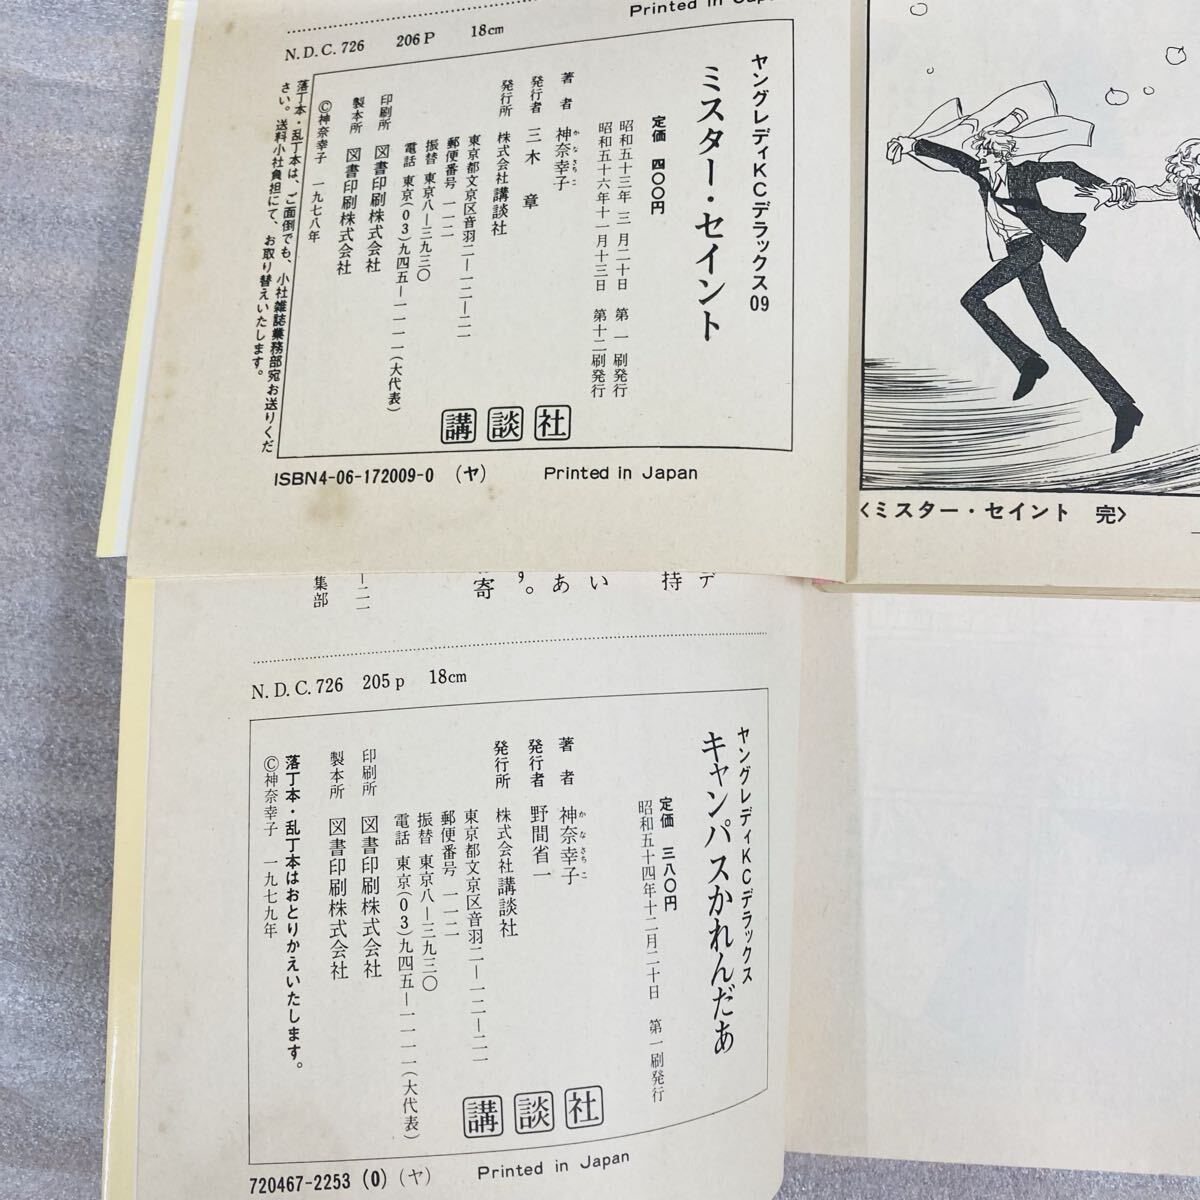 Printed in Japa
N.D.C.726 206P 18cm
ヤングレディKCデラックス09
ミスター・セイント
定価 四〇〇円
昭和五十三年 三月二十日 第一刷発行
昭和五十六年十一月十三日 第十二刷発行
著者 神奈幸子
かなさちこ
発行者 三木 章
発行所 株式会社講談社
東京都文京区音羽二―一二―二一
郵便番号 一一二
振替 東京八―三九三〇
電話 東京(03)九四五―一一一一(大代表)
印刷所 図書印刷株式会社
製本所 図書印刷株式会社
©神奈幸子 一九七八年
落丁本・乱丁本は、ご面倒でも、小社雑誌業務部宛お送りくだ
さい。送料小社負担にて、お取り替えいたします。
講談社
ISBN4-06-172009-0 (ヤ) Printed in Japan
<ミスター・セイント 完>
デ
持
い
あ
す。
寄
集部
N.D.C.726 205p 18cm
ヤングレディKCデラックス
キャンパスかれんだあ
定価 三八〇円
昭和五十四年十二月二十日 第一刷発行
著者 神奈幸子
かなさちこ
発行者 野間省一
発行所 株式会社講談社
東京都文京区音羽二―一二―二一
郵便番号 一一二
振替 東京八―三九三〇
電話 東京(03)九四五―一一一一(大代表)
印刷所 図書印刷株式会社
製本所 図書印刷株式会社
落丁本・乱丁本はおとりかえいたします。
©神奈幸子 一九七九年
講談社
720467-2253(0)(ヤ) Printed in Japan